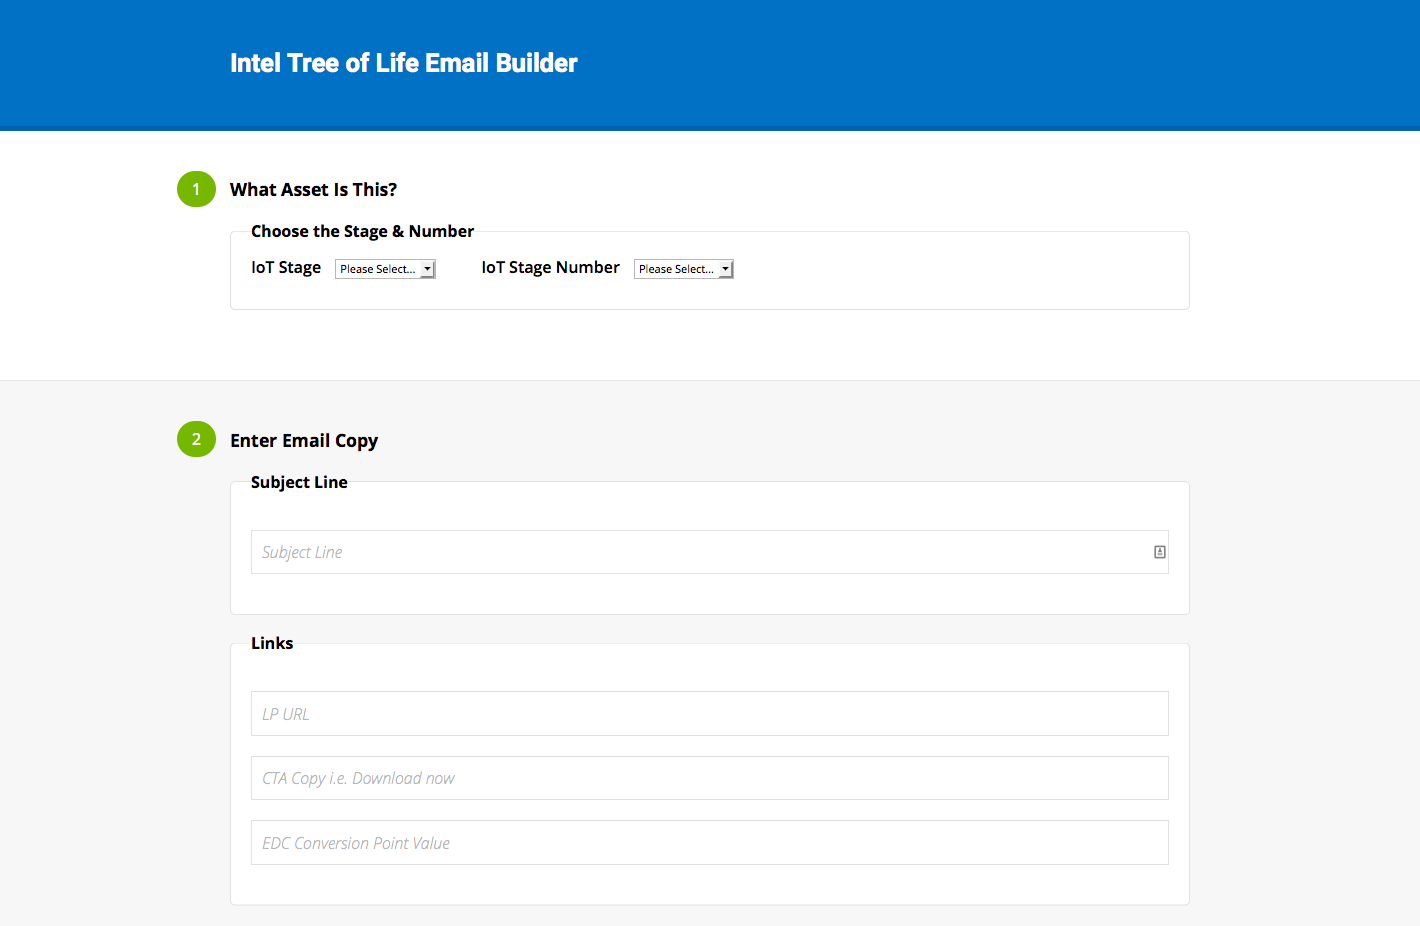 Intel Tree of Life Email Builder
1 What Asset Is This?
Choose the Stage & Number
IoT Stage Please Select... IoT Stage Number Please Select...
2 Enter Email Copy
Subject Line
Subject Line
Links
LP URL
CTA Copy i.e. Download now
EDC Conversion Point Value